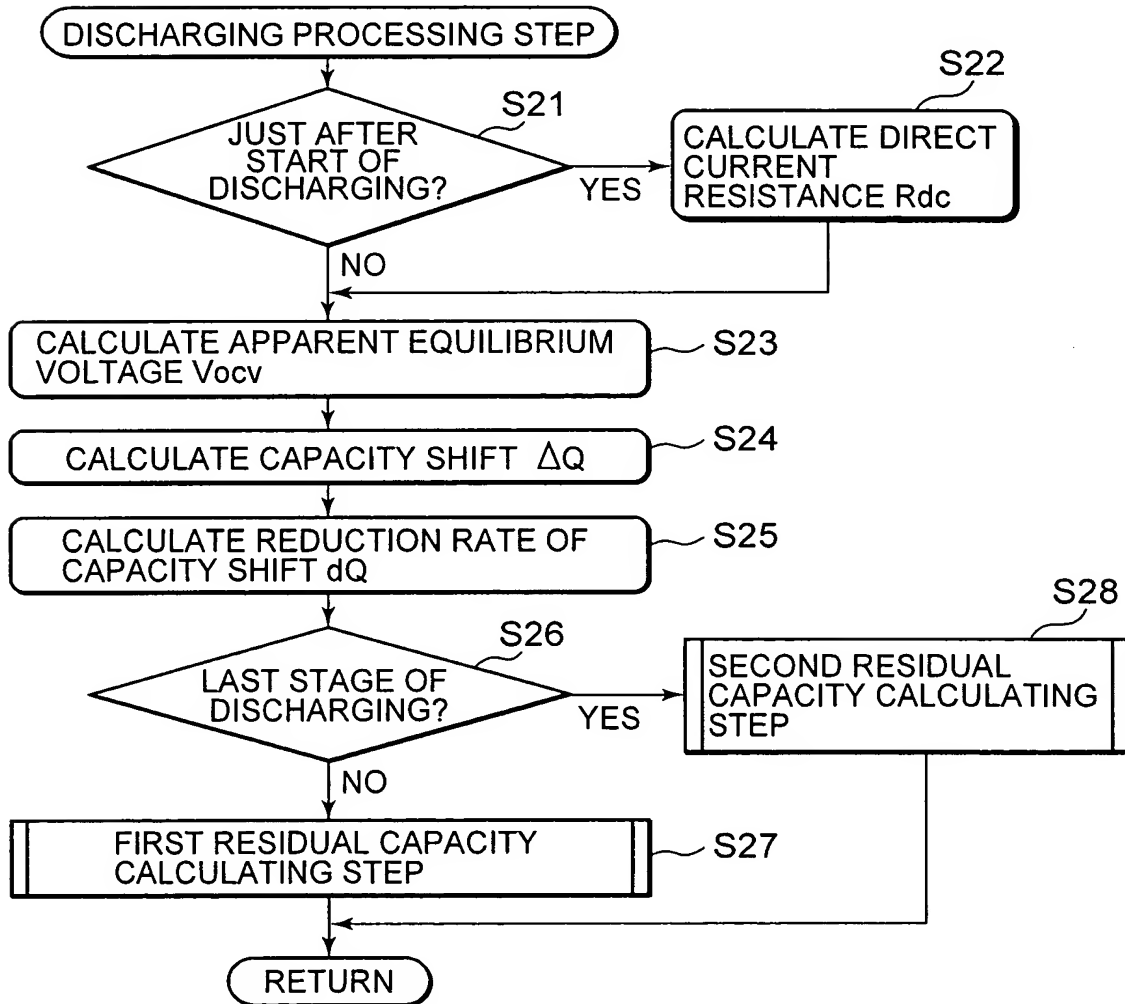 DISCHARGING PROCESSING STEP
S21
JUST AFTER
START OF
DISCHARGING?
YES
NO
S22
CALCULATE DIRECT
CURRENT
RESISTANCE Rdc
CALCULATE APPARENT EQUILIBRIUM
VOLTAGE Vocv
S23
CALCULATE CAPACITY SHIFT ΔQ
S24
CALCULATE REDUCTION RATE OF
CAPACITY SHIFT dQ
S25
S26
LAST STAGE OF
DISCHARGING?
YES
NO
S28
SECOND RESIDUAL
CAPACITY CALCULATING
STEP
FIRST RESIDUAL CAPACITY
CALCULATING STEP
S27
RETURN